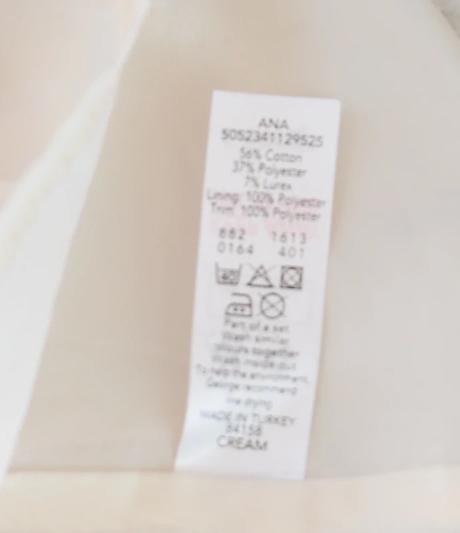 ANA
5052341129525
56% Cotton
37% Polyester
7% Lurex
Lining: 100% Polyester
Trim: 100% Polyester
882 1613
0164 401
40
Part of a set
Wash similar
colours together
Wash inside out
To help the environment,
George recommend
line drying
MADE IN TURKEY
84158
CREAM